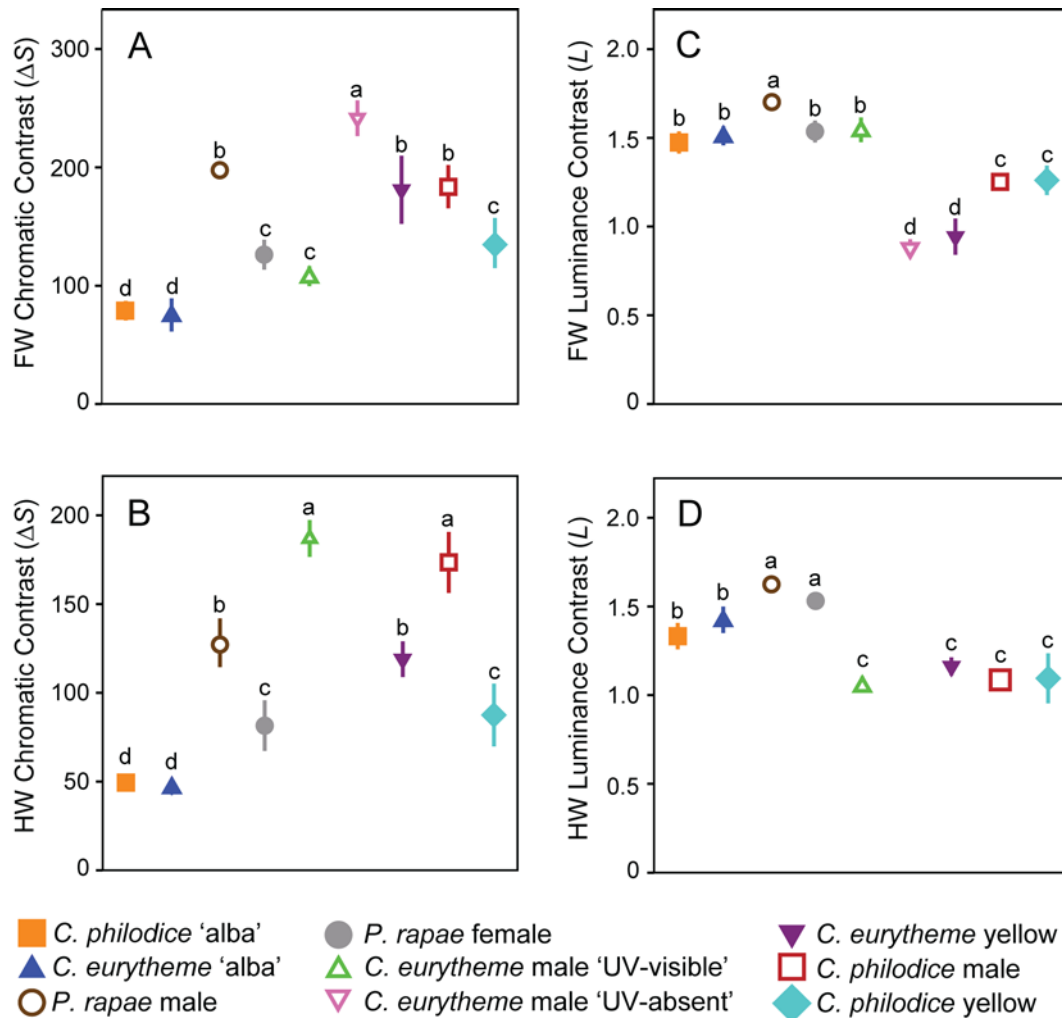 A
FW Chromatic Contrast (ΔS)
300
200
100
0
a
b
b
b
c
c
c
d
d
C
FW Luminance Contrast (L)
2.0
1.5
1.0
0.5
0
b
b
a
b
b
d
d
c
c
B
HW Chromatic Contrast (ΔS)
200
150
100
50
0
d
d
b
c
a
b
a
c
D
HW Luminance Contrast (L)
2.0
1.5
1.0
0.5
0
b
b
a
a
c
c
c
c
C. philodice 'alba'
C. eurytheme 'alba'
P. rapae male
P. rapae female
C. eurytheme male 'UV-visible'
C. eurytheme male 'UV-absent'
C. eurytheme yellow
C. philodice male
C. philodice yellow